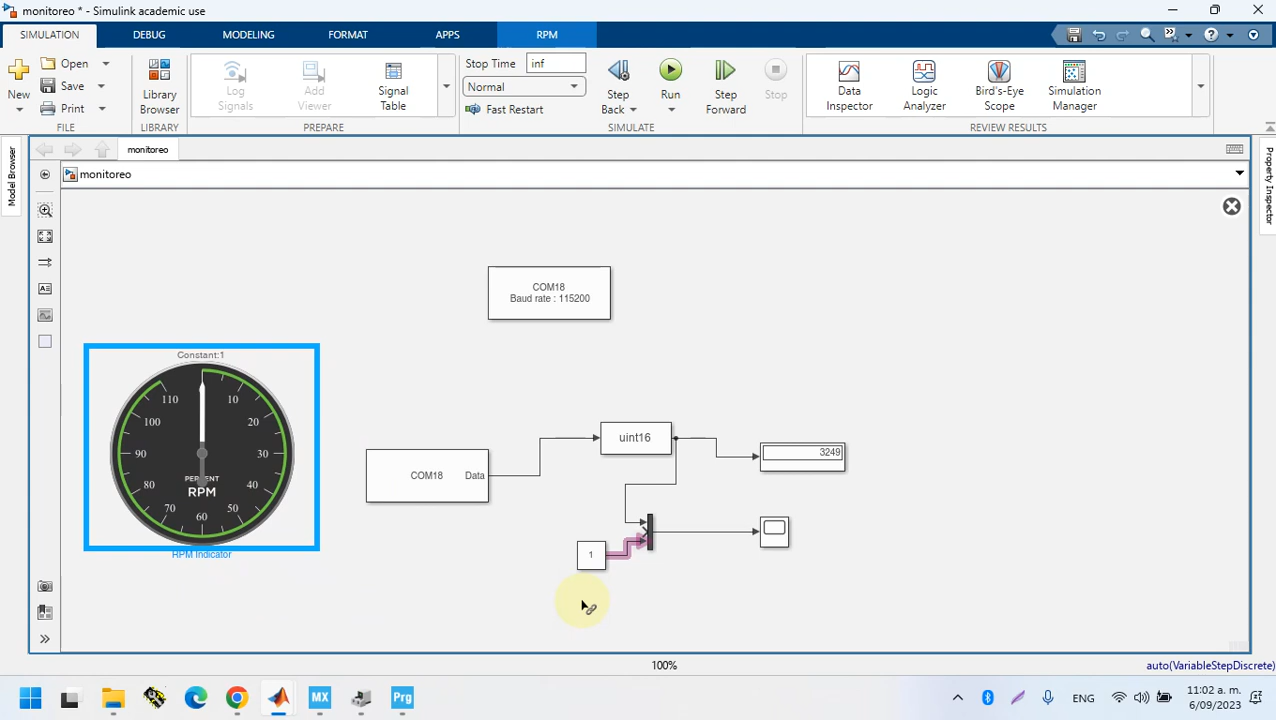 monitoreo * - Simulink academic use
SIMULATION DEBUG MODELING FORMAT APPS RPM
New Open Save Print
Library Browser
Log Signals
Add Viewer
Signal Table
Stop Time inf
Normal
Fast Restart
Step Back
Run
Step Forward
Stop
Data Inspector
Logic Analyzer
Bird's-Eye Scope
Simulation Manager
FILE LIBRARY PREPARE SIMULATE REVIEW RESULTS
monitoreo
monitoreo
Model Browser
Property Inspector
COM18
Baud rate : 115200
Constant:1
110 10
100 20
90 30
80 40
70 50
60
PERCENT
RPM
RPM Indicator
COM18 Data
uint16
3249
1
100%
auto(VariableStepDiscrete)
MX
Prg
ENG
11:02 a. m.
6/09/2023